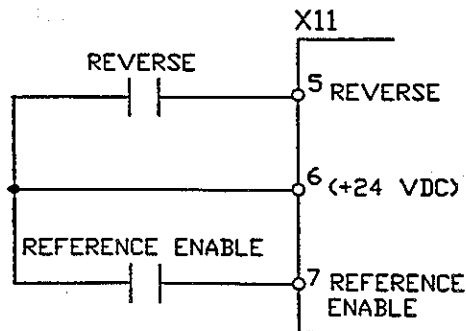 X11
REVERSE
5 REVERSE
6 (+24 VDC)
REFERENCE ENABLE
7 REFERENCE
ENABLE